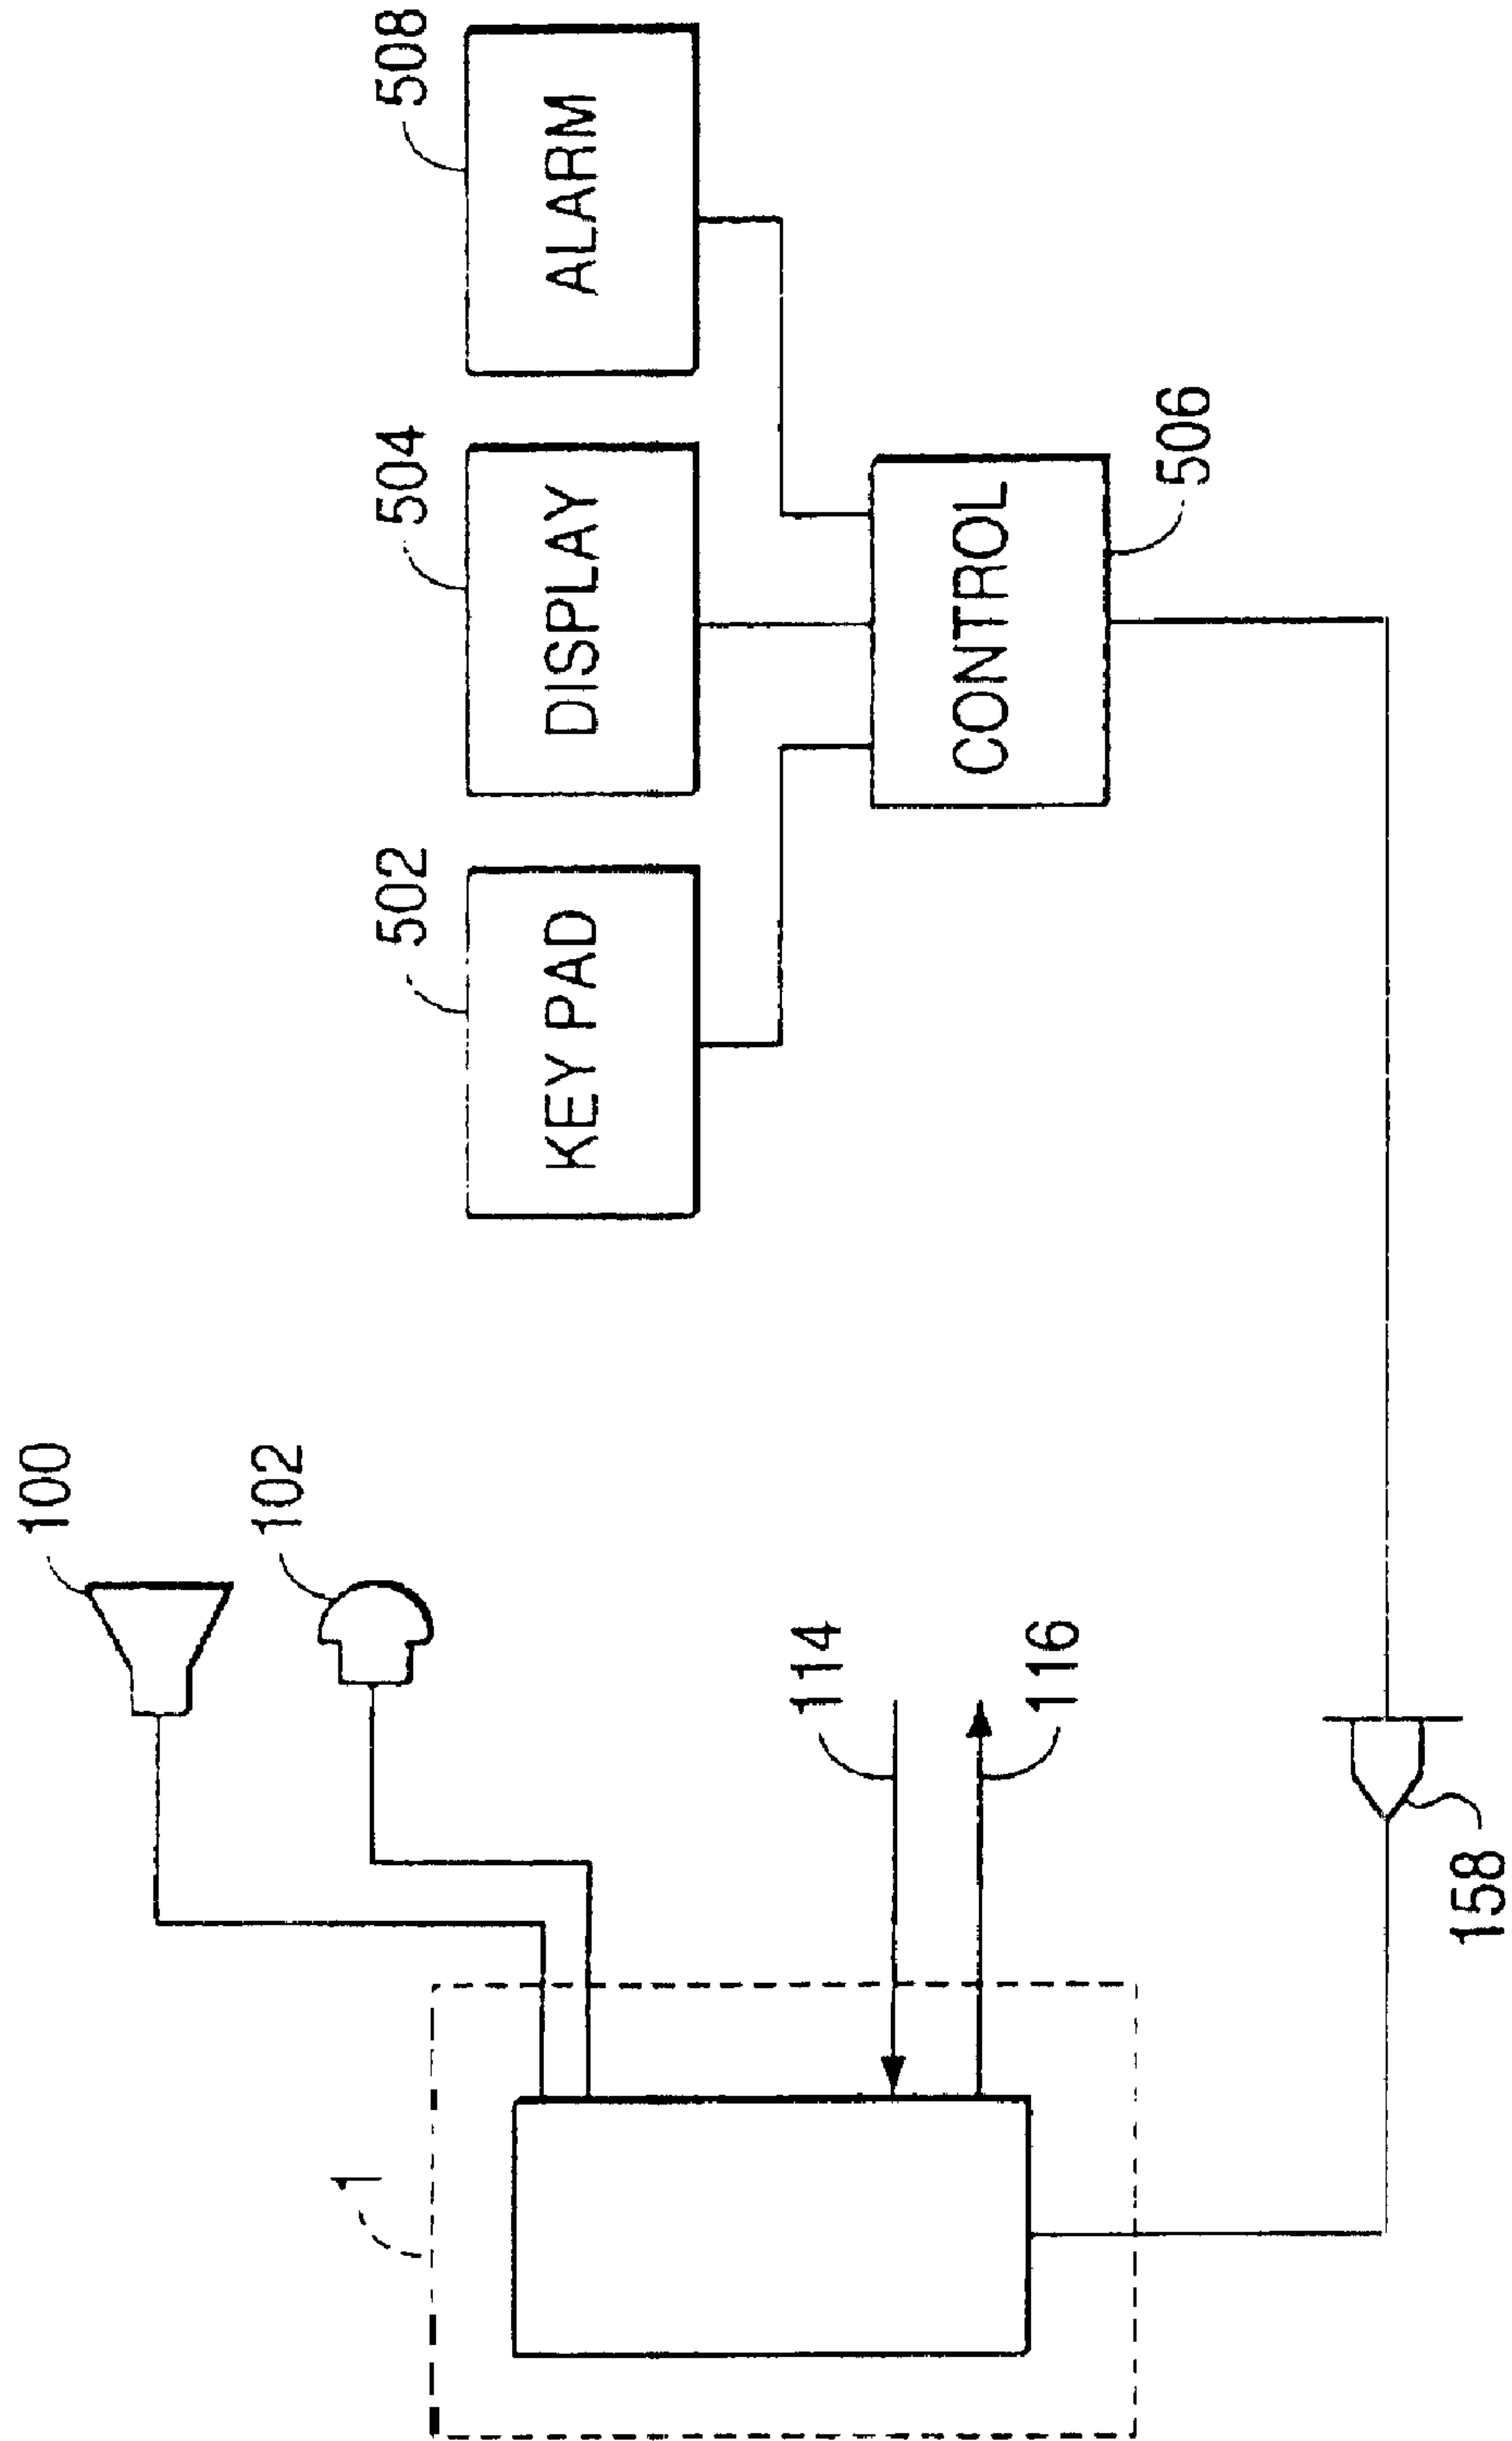 100
102
1
114
116
158
502
KEY PAD
504
DISPLAY
508
ALARM
CONTROL
506